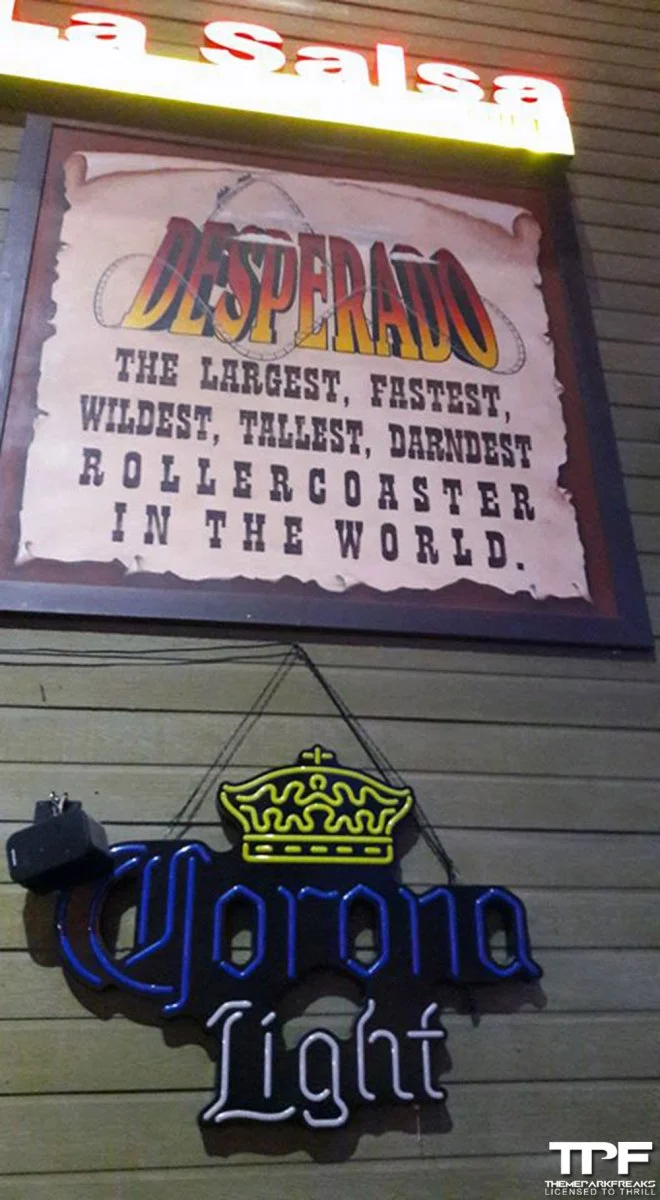 La Salsa
DESPERADO
THE LARGEST, FASTEST,
WILDEST, TALLEST, DARNDEST
ROLLERCOASTER
IN THE WORLD.
Corona
Light
TPF
THEMEPARKFREAKS
LICENSED TO THRILL